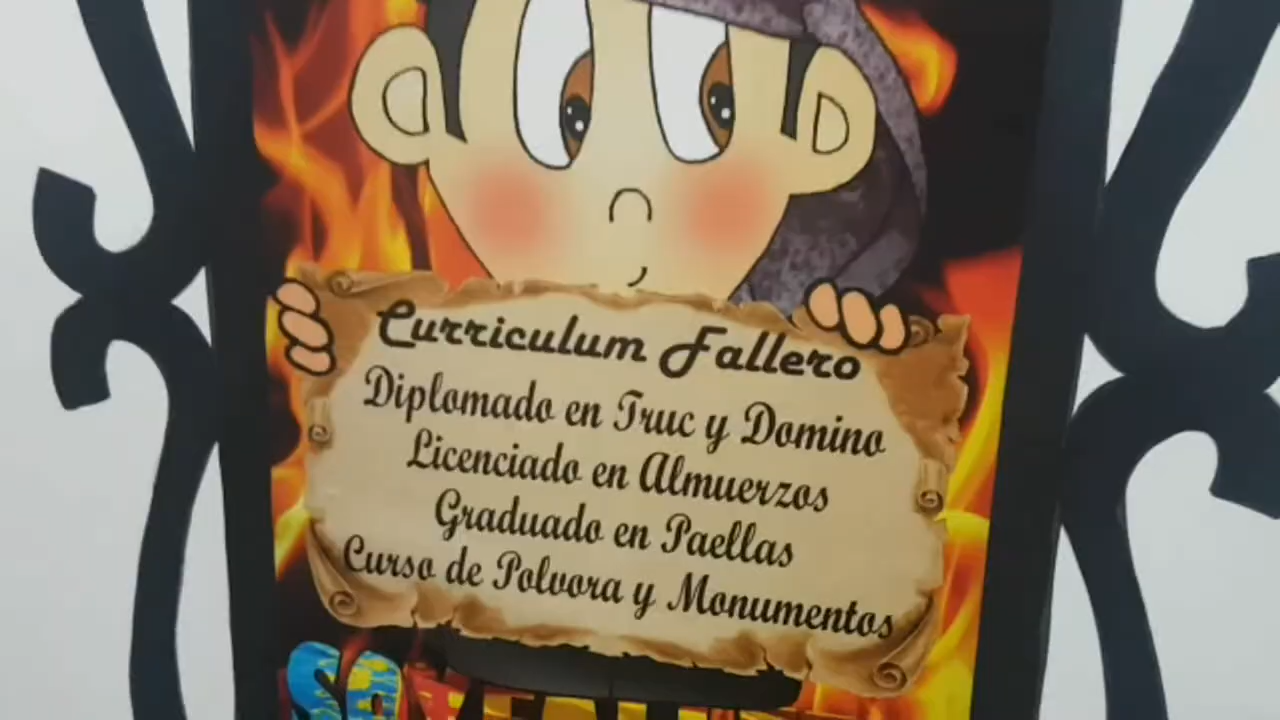 Curriculum Fallero
Diplomado en Truc y Domino
Licenciado en Almuerzos
Graduado en Paellas
Curso de Polvora y Monumentos